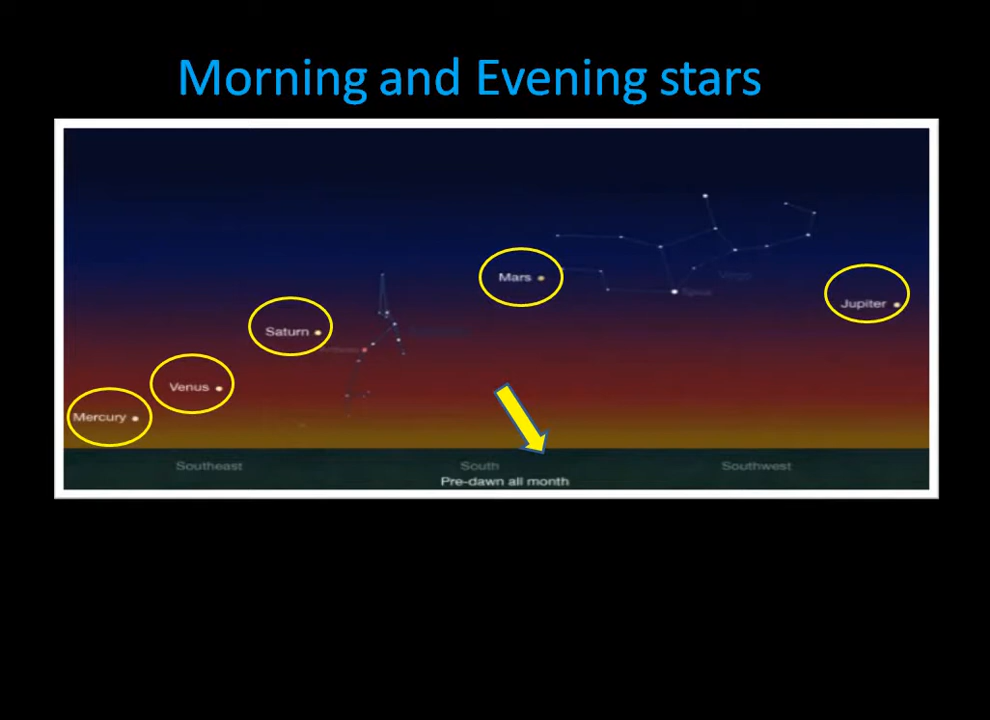 Morning and Evening stars
Mars
Jupiter
Saturn
Venus
Mercury
Southeast South Southwest
Pre-dawn all month